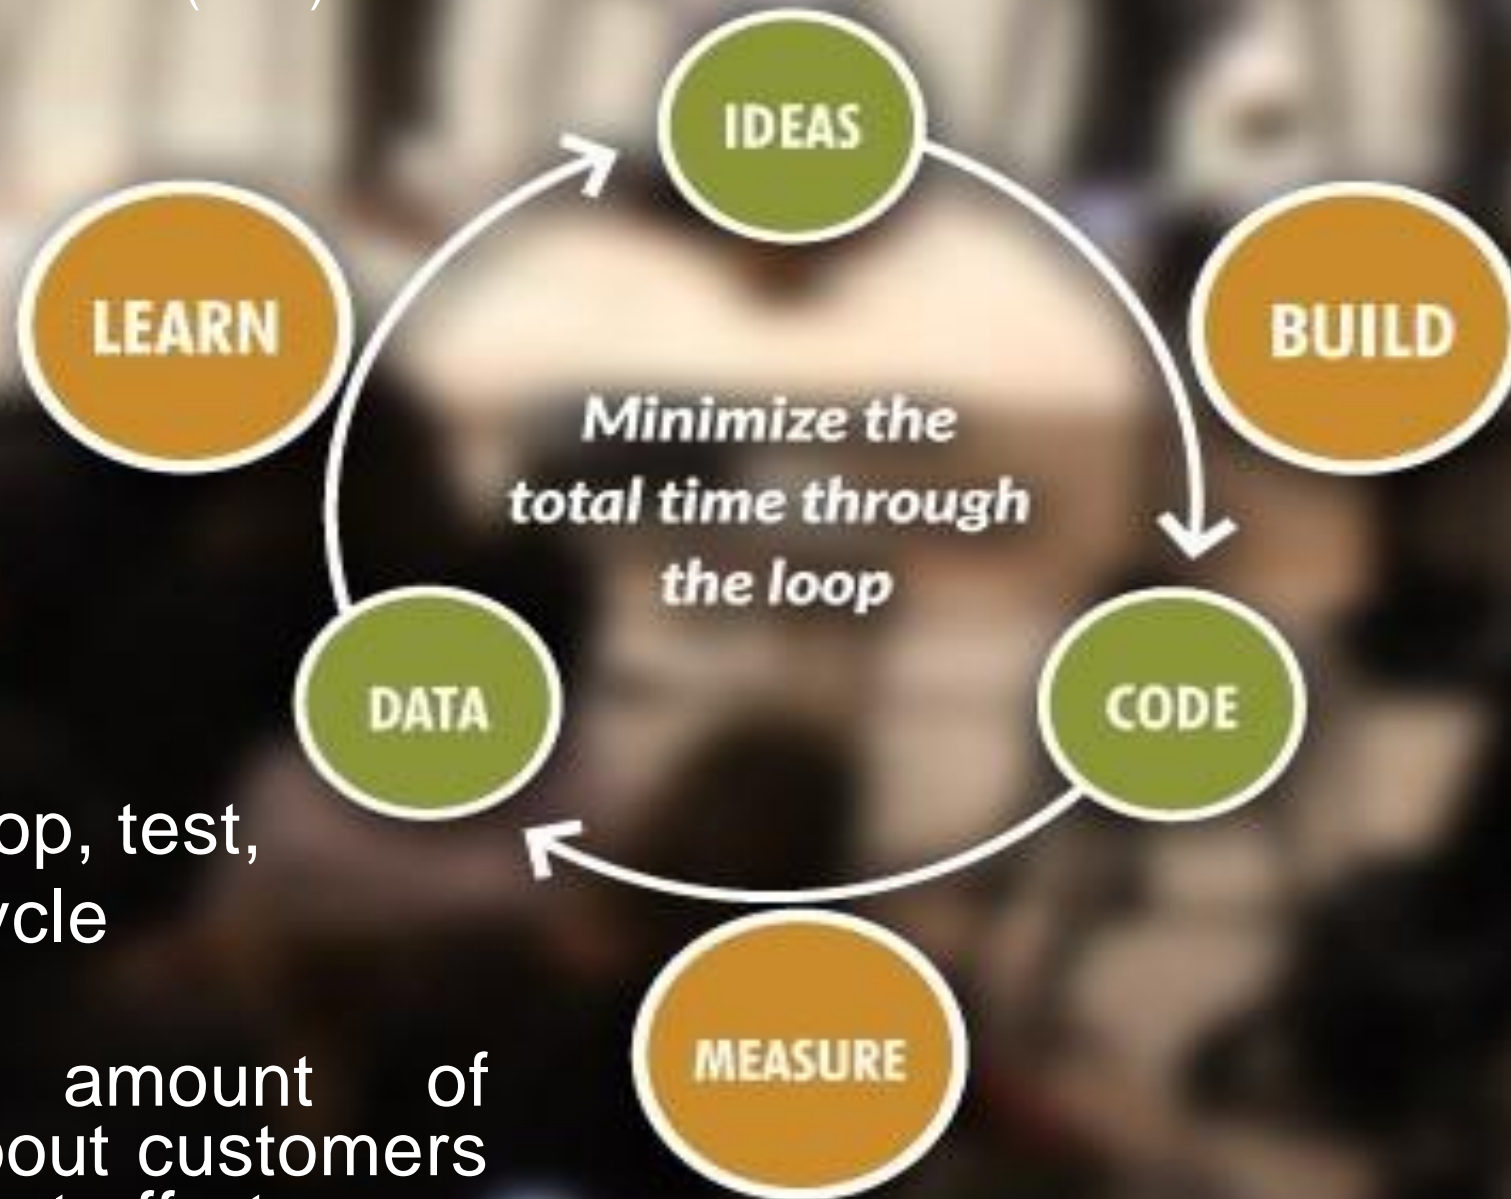 IDEAS
LEARN
BUILD
Minimize the
total time through
the loop
DATA
CODE
op, test,
ycle
MEASURE
amount of
bout customers